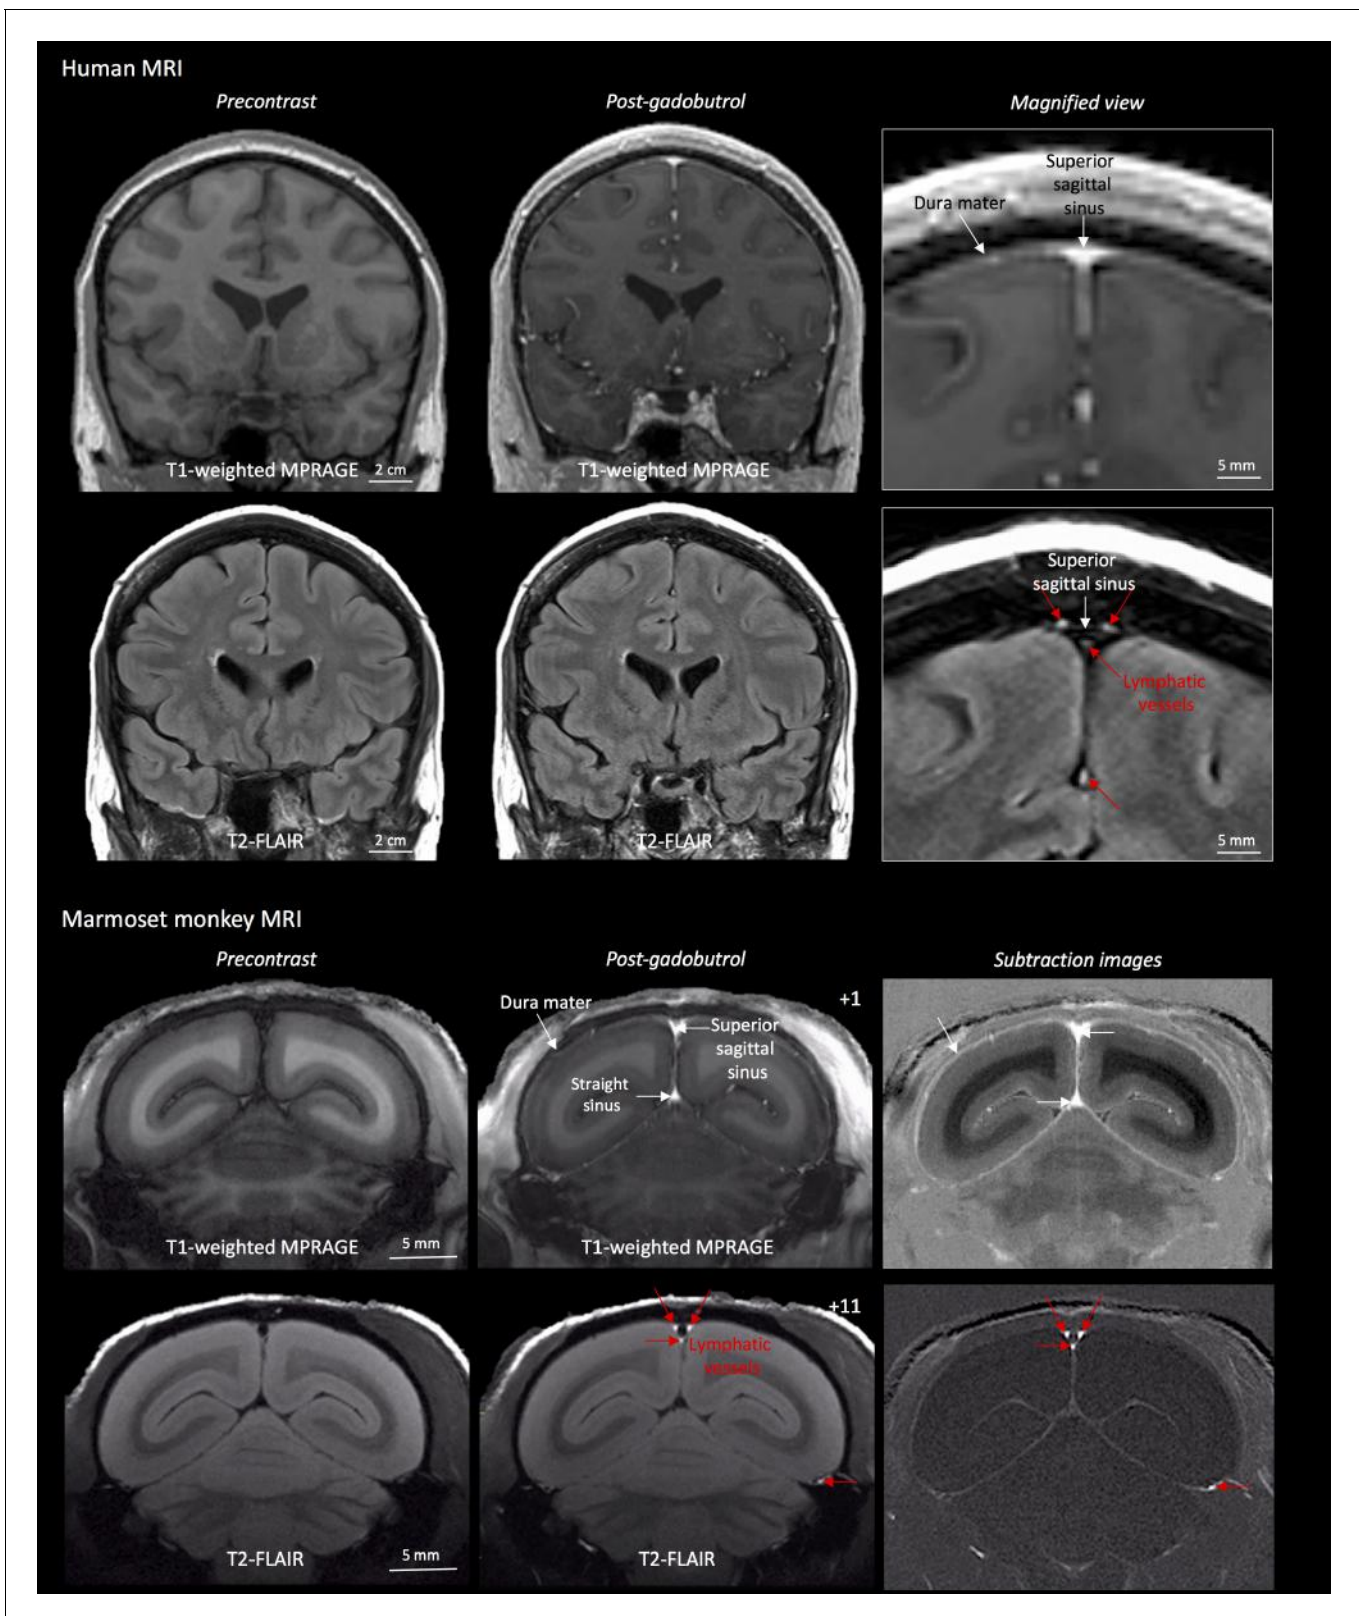 Human MRI
Precontrast
Post-gadobutrol
Magnified view
Superior
sagittal
sinus
Dura mater
T1-weighted MPRAGE
2 cm
T1-weighted MPRAGE
5 mm
Superior
sagittal sinus
Lymphatic
vessels
T2-FLAIR
2 cm
T2-FLAIR
5 mm
Marmoset monkey MRI
Precontrast
Post-gadobutrol
Subtraction images
Dura mater
+1
Superior
sagittal
sinus
Straight
sinus
T1-weighted MPRAGE
5 mm
T1-weighted MPRAGE
+11
Lymphatic
vessels
T2-FLAIR
5 mm
T2-FLAIR